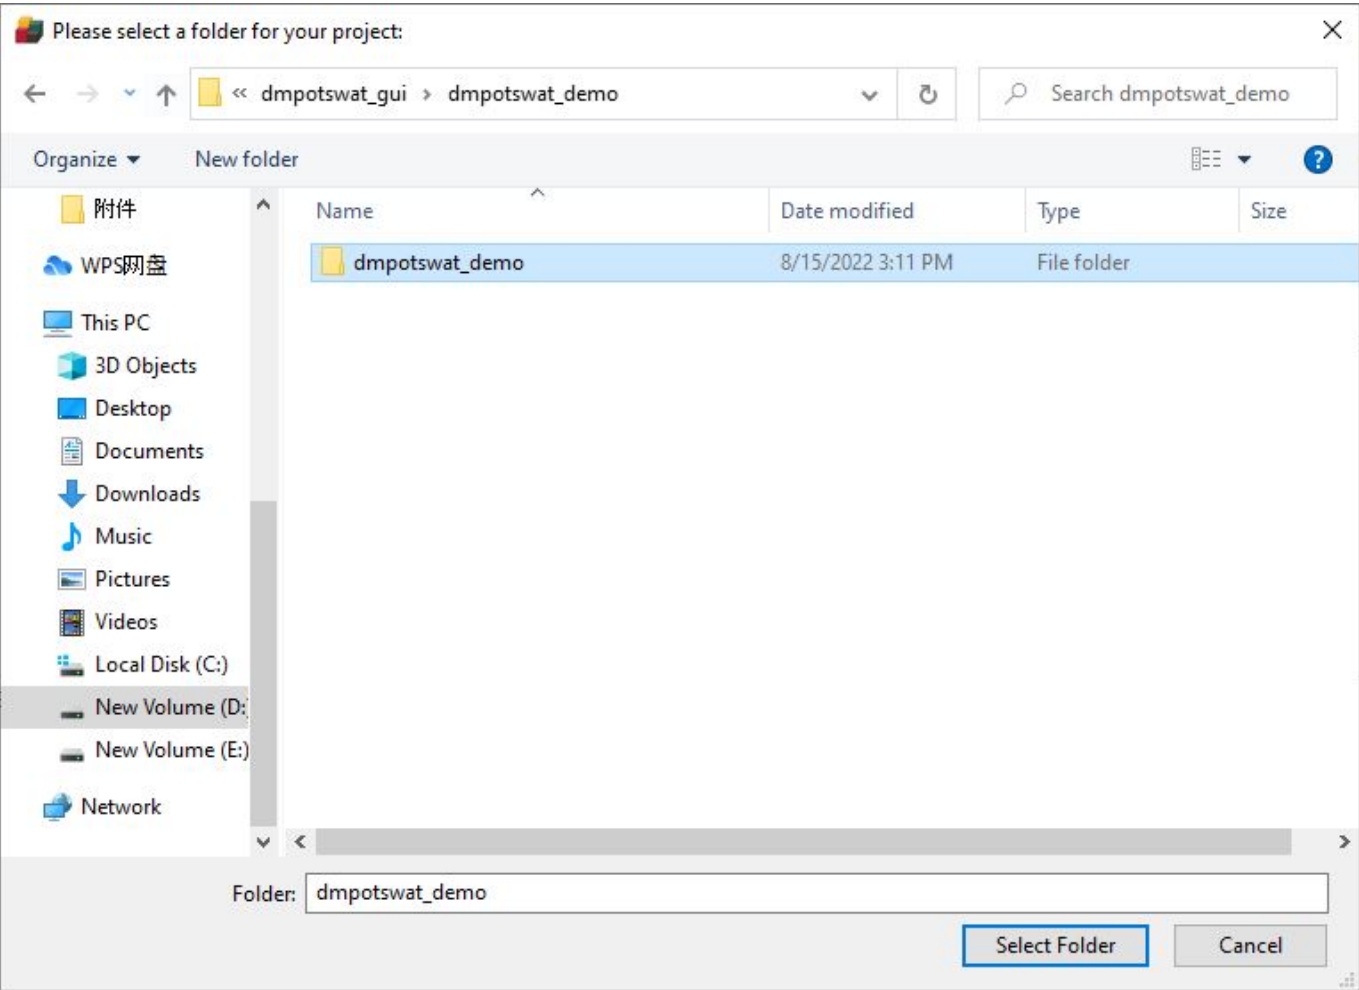 Please select a folder for your project:
« dmpotswat_gui › dmpotswat_demo
Search dmpotswat_demo
Organize
New folder
附件
WPS网盘
This PC
3D Objects
Desktop
Documents
Downloads
Music
Pictures
Videos
Local Disk (C:)
New Volume (D:
New Volume (E:)
Network
Name Date modified Type Size
dmpotswat_demo 8/15/2022 3:11 PM File folder
Folder: dmpotswat_demo
Select Folder Cancel